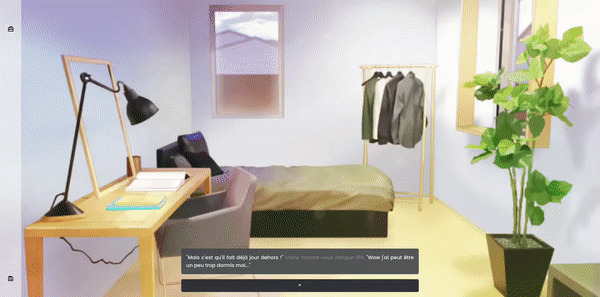 "Mais c'est qu'il fait déjà jour dehors !" Votre montre vous indique 11h. "Wow j'ai peut être
un peu trop dormis moi..."